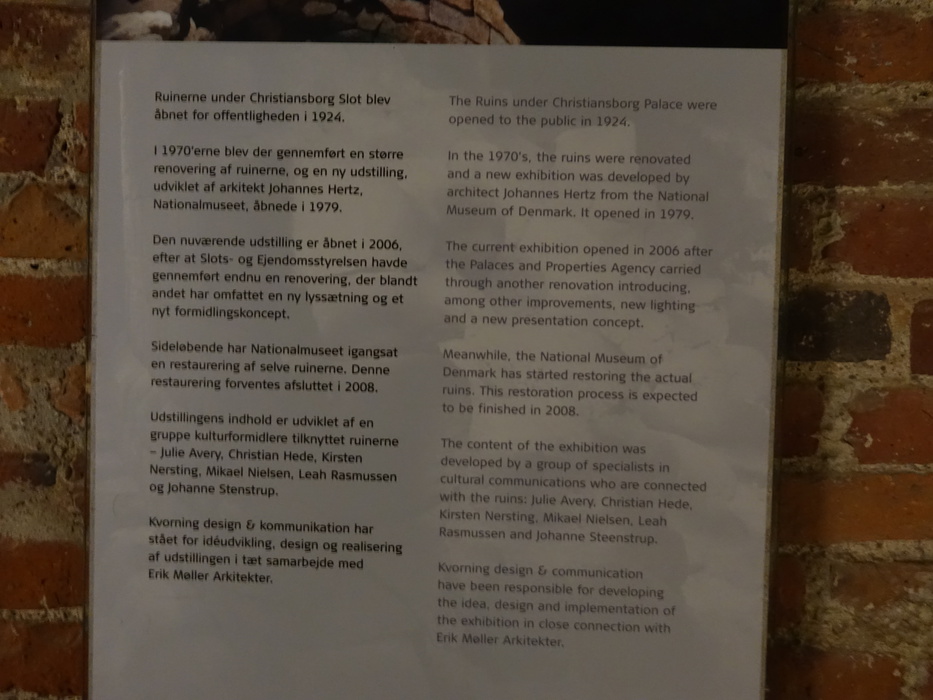 Ruinerne under Christiansborg Slot blev
åbnet for offentligheden i 1924.
I 1970'erne blev der gennemført en større
renovering af ruinerne, og en ny udstilling,
udviklet af arkitekt Johannes Hertz,
Nationalmuseet, åbnede i 1979.
Den nuværende udstilling er åbnet i 2006,
efter at Slots- og Ejendomsstyrelsen havde
gennemført endnu en renovering, der blandt
andet har omfattet en ny lyssætning og et
nyt formidlingskoncept.
Sideløbende har Nationalmuseet igangsat
en restaurering af selve ruinerne. Denne
restaurering forventes afsluttet i 2008.
Udstillingens indhold er udviklet af en
gruppe kulturformidlere tilknyttet ruinerne
– Julie Avery, Christian Hede, Kirsten
Nersting, Mikael Nielsen, Leah Rasmussen
og Johanne Stenstrup.
Kvorning design & kommunikation har
stået for idéudvikling, design og realisering
af udstillingen i tæt samarbejde med
Erik Møller Arkitekter.
The Ruins under Christiansborg Palace were
opened to the public in 1924.
In the 1970's, the ruins were renovated
and a new exhibition was developed by
architect Johannes Hertz from the National
Museum of Denmark. It opened in 1979.
The current exhibition opened in 2006 after
the Palaces and Properties Agency carried
through another renovation introducing,
among other improvements, new lighting
and a new presentation concept.
Meanwhile, the National Museum of
Denmark has started restoring the actual
ruins. This restoration process is expected
to be finished in 2008.
The content of the exhibition was
developed by a group of specialists in
cultural communications who are connected
with the ruins: Julie Avery, Christian Hede,
Kirsten Nersting, Mikael Nielsen, Leah
Rasmussen and Johanne Steenstrup.
Kvorning design & communication
have been responsible for developing
the idea, design and implementation of
the exhibition in close connection with
Erik Møller Arkitekter.